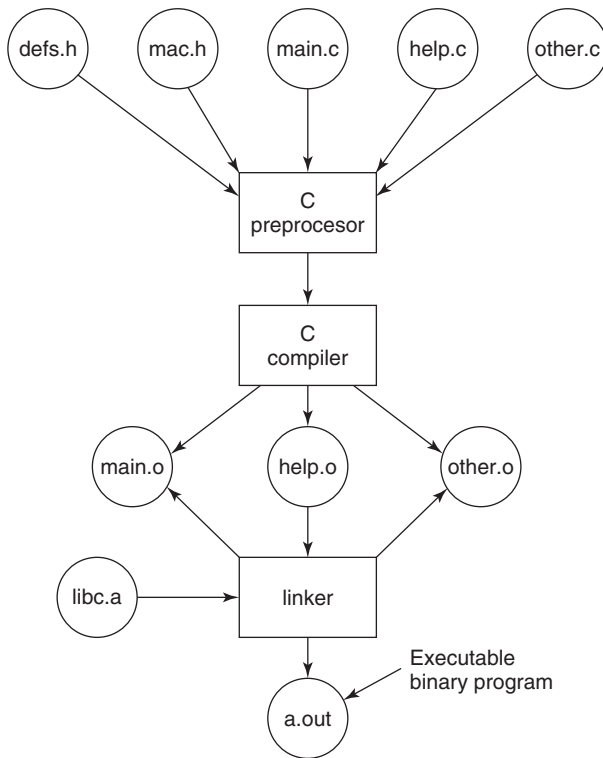 defs.h
mac.h
main.c
help.c
other.c
C
preprocesor
C
compiler
main.o
help.o
other.o
libc.a
linker
Executable
binary program
a.out